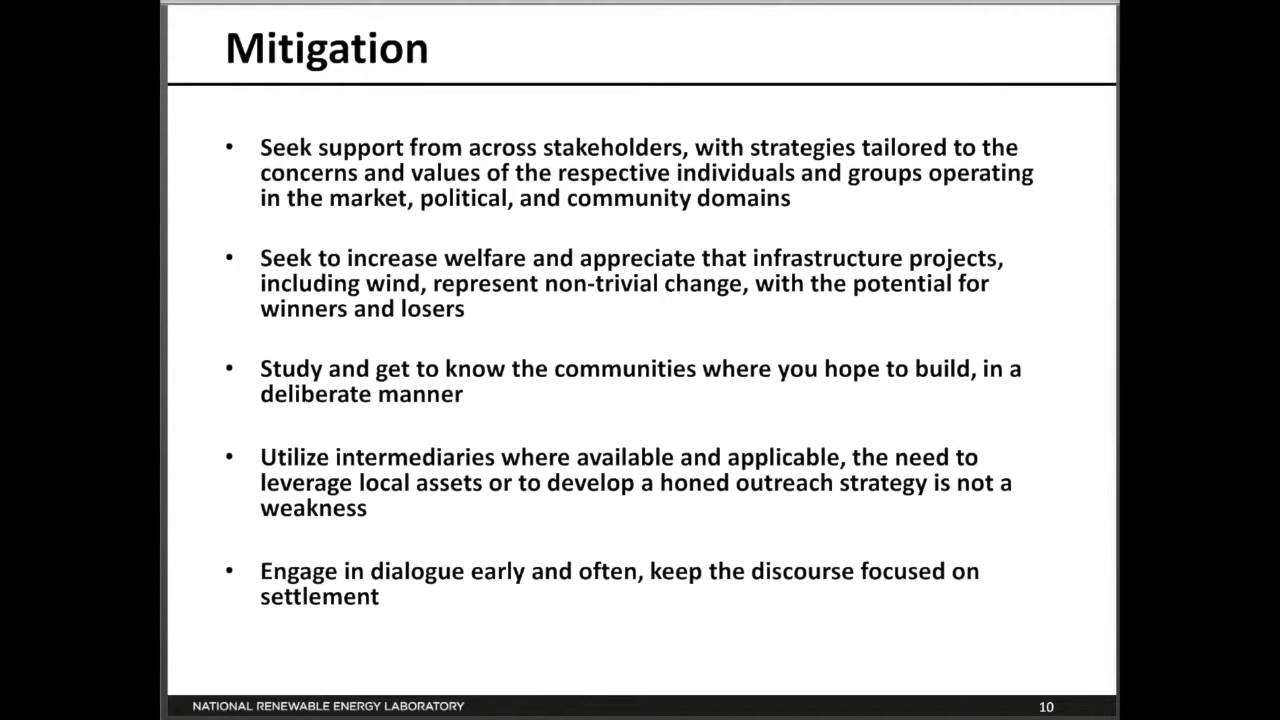 Mitigation
• Seek support from across stakeholders, with strategies tailored to the
concerns and values of the respective individuals and groups operating
in the market, political, and community domains
• Seek to increase welfare and appreciate that infrastructure projects,
including wind, represent non-trivial change, with the potential for
winners and losers
• Study and get to know the communities where you hope to build, in a
deliberate manner
• Utilize intermediaries where available and applicable, the need to
leverage local assets or to develop a honed outreach strategy is not a
weakness
• Engage in dialogue early and often, keep the discourse focused on
settlement
NATIONAL RENEWABLE ENERGY LABORATORY 10